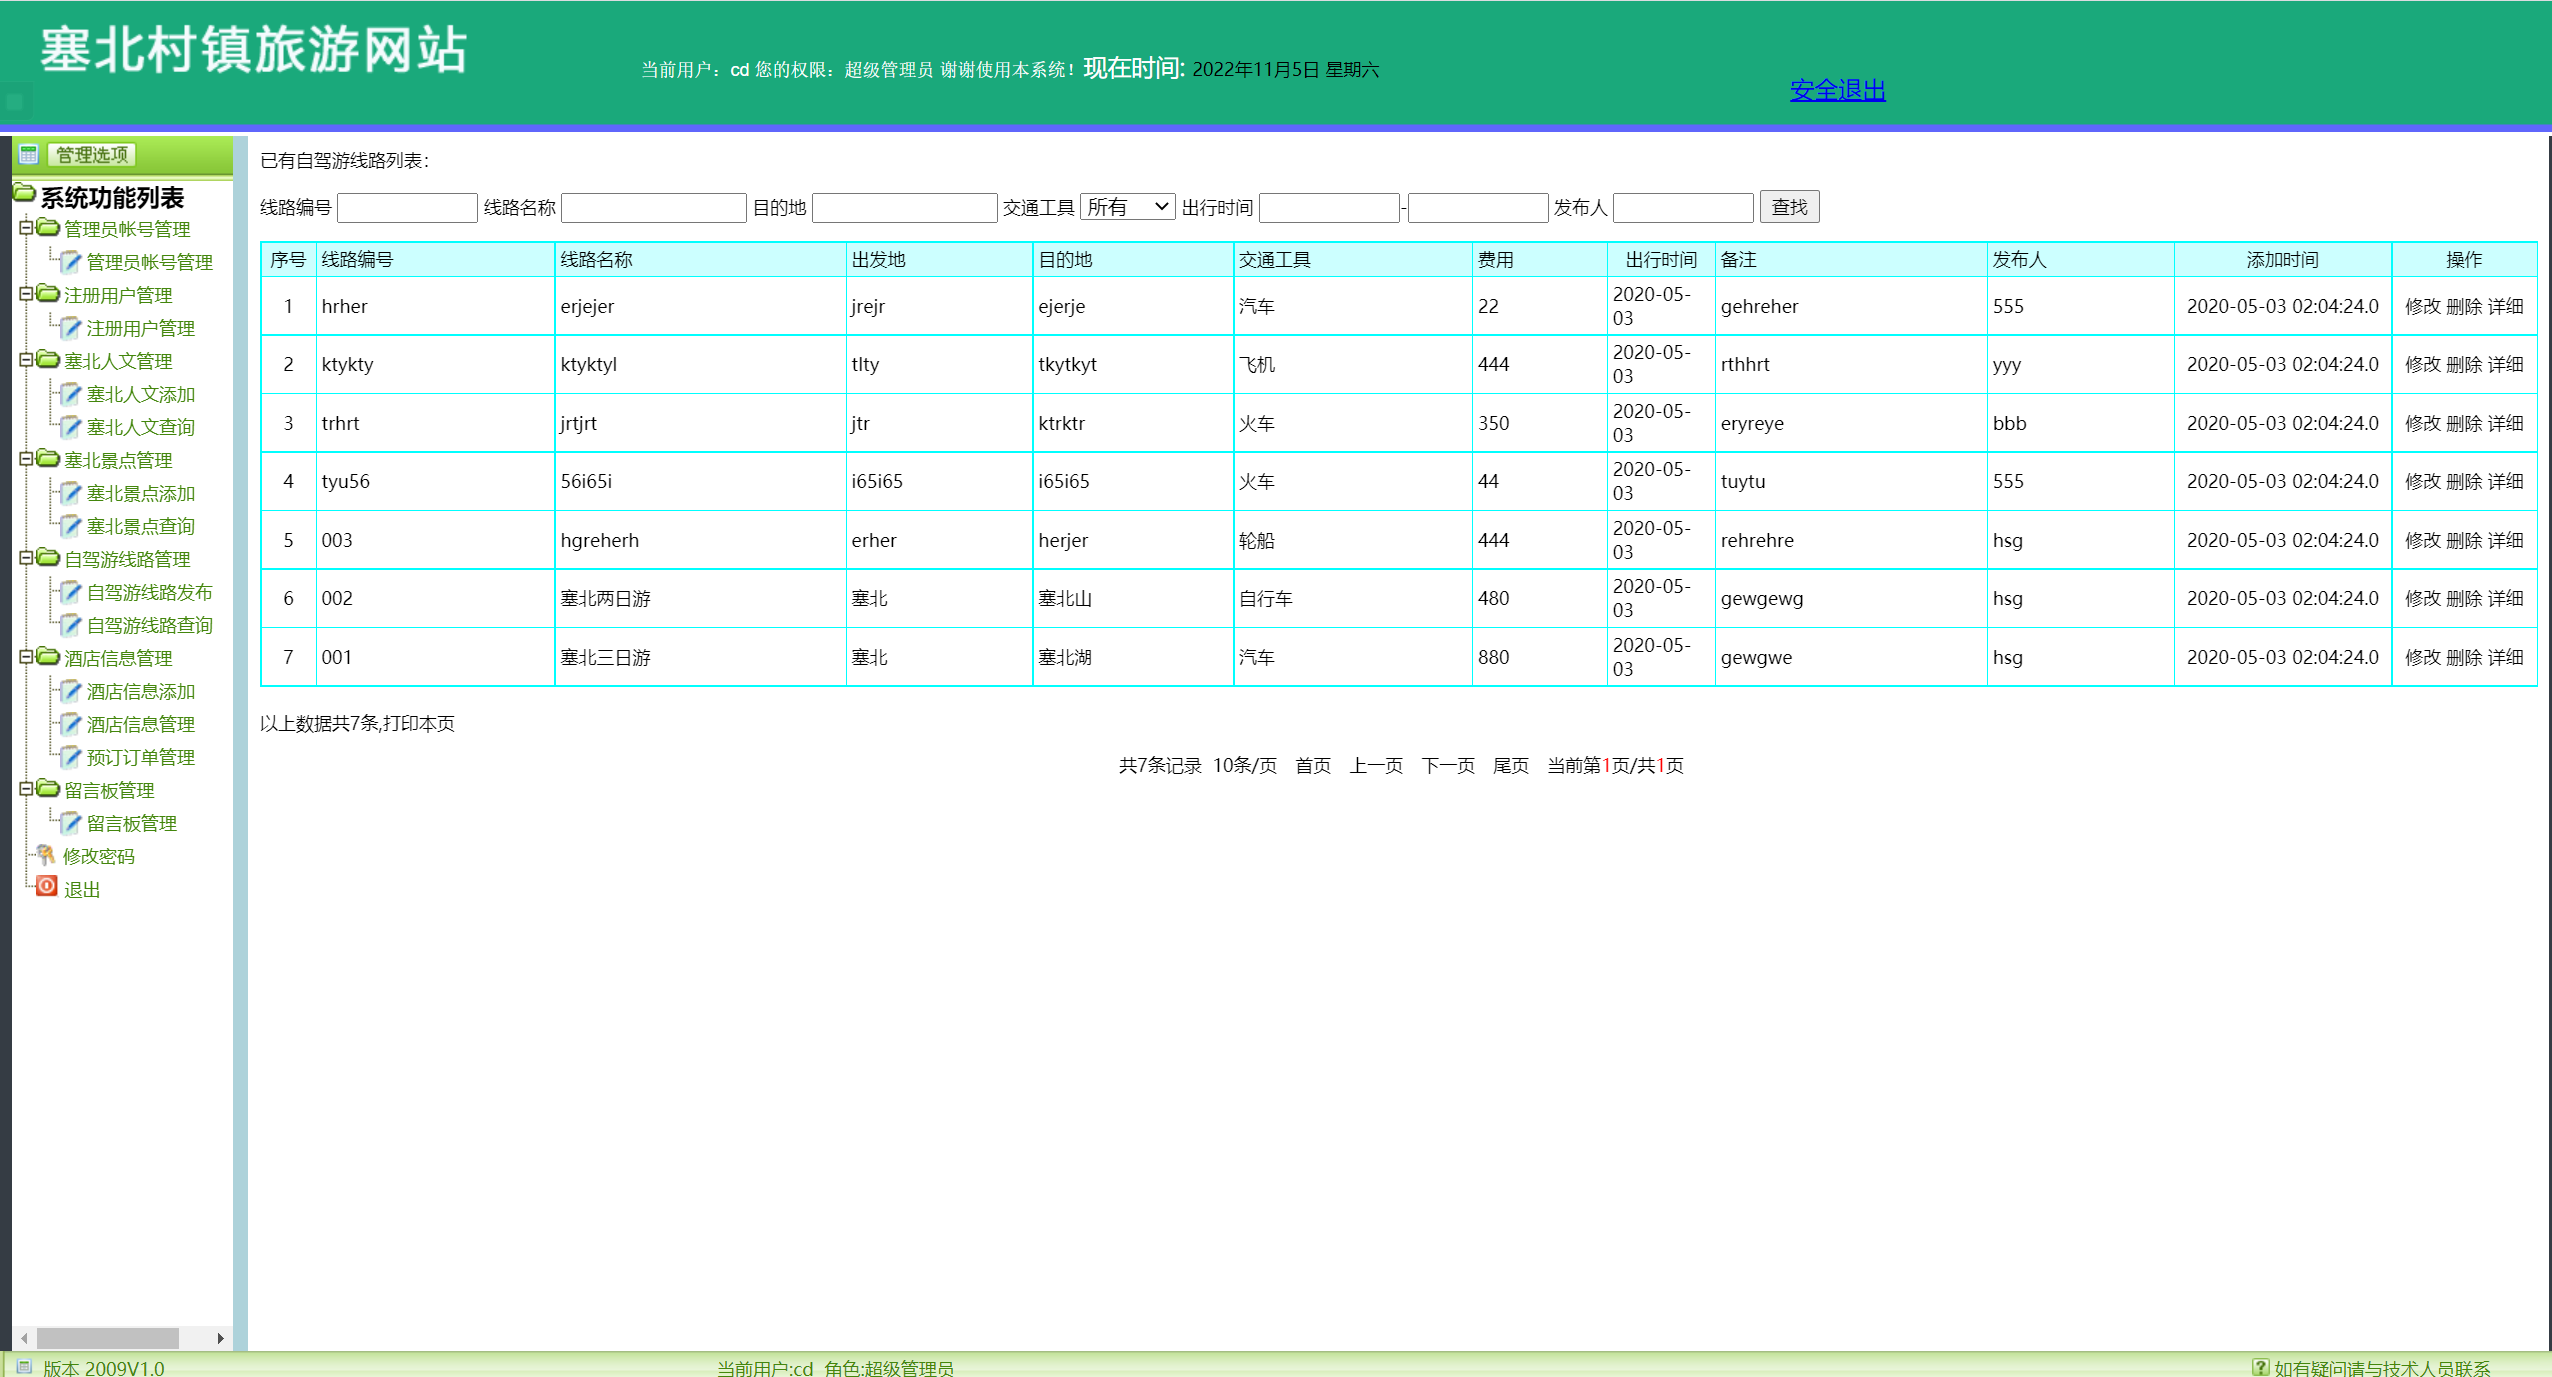 塞北村镇旅游网站
当前用户：cd 您的权限：超级管理员 谢谢使用本系统！现在时间: 2022年11月5日 星期六
安全退出
管理选项
系统功能列表
管理员帐号管理
管理员帐号管理
注册用户管理
注册用户管理
塞北人文管理
塞北人文添加
塞北人文查询
塞北景点管理
塞北景点添加
塞北景点查询
自驾游线路管理
自驾游线路发布
自驾游线路查询
酒店信息管理
酒店信息添加
酒店信息管理
预订订单管理
留言板管理
留言板管理
修改密码
退出
已有自驾游线路列表：
线路编号 线路名称 目的地 交通工具 所有 出行时间 - 发布人 查找
序号 线路编号 线路名称 出发地 目的地 交通工具 费用 出行时间 备注 发布人 添加时间 操作
1 hrher erjejer jrejr ejerje 汽车 22 2020-05-03 gehreher 555 2020-05-03 02:04:24.0 修改 删除 详细
2 ktykty ktyktyl tlty tkytkyt 飞机 444 2020-05-03 rthhrt yyy 2020-05-03 02:04:24.0 修改 删除 详细
3 trhrt jrtjrt jtr ktrktr 火车 350 2020-05-03 eryreye bbb 2020-05-03 02:04:24.0 修改 删除 详细
4 tyu56 56i65i i65i65 i65i65 火车 44 2020-05-03 tuytu 555 2020-05-03 02:04:24.0 修改 删除 详细
5 003 hgreherh erher herjer 轮船 444 2020-05-03 rehrehre hsg 2020-05-03 02:04:24.0 修改 删除 详细
6 002 塞北两日游 塞北 塞北山 自行车 480 2020-05-03 gewgewg hsg 2020-05-03 02:04:24.0 修改 删除 详细
7 001 塞北三日游 塞北 塞北湖 汽车 880 2020-05-03 gewgwe hsg 2020-05-03 02:04:24.0 修改 删除 详细
以上数据共7条,打印本页
共7条记录 10条/页 首页 上一页 下一页 尾页 当前第1页/共1页
版本 2009V1.0
当前用户:cd 角色:超级管理员
如有疑问请与技术人员联系